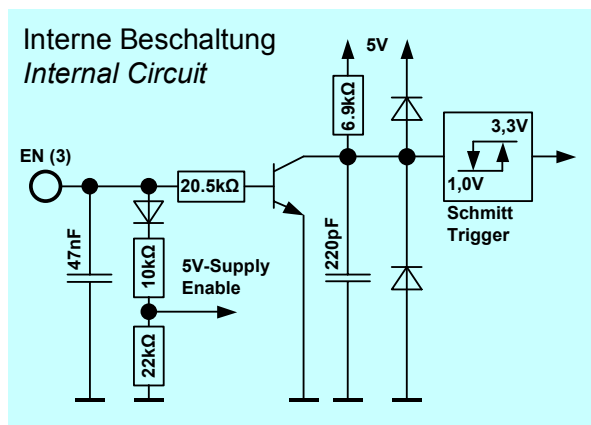 Interne Beschaltung
Internal Circuit
5V
6.9kΩ
3,3V
1,0V
Schmitt
Trigger
EN (3)
20.5kΩ
47nF
10kΩ
5V-Supply
Enable
22kΩ
220pF